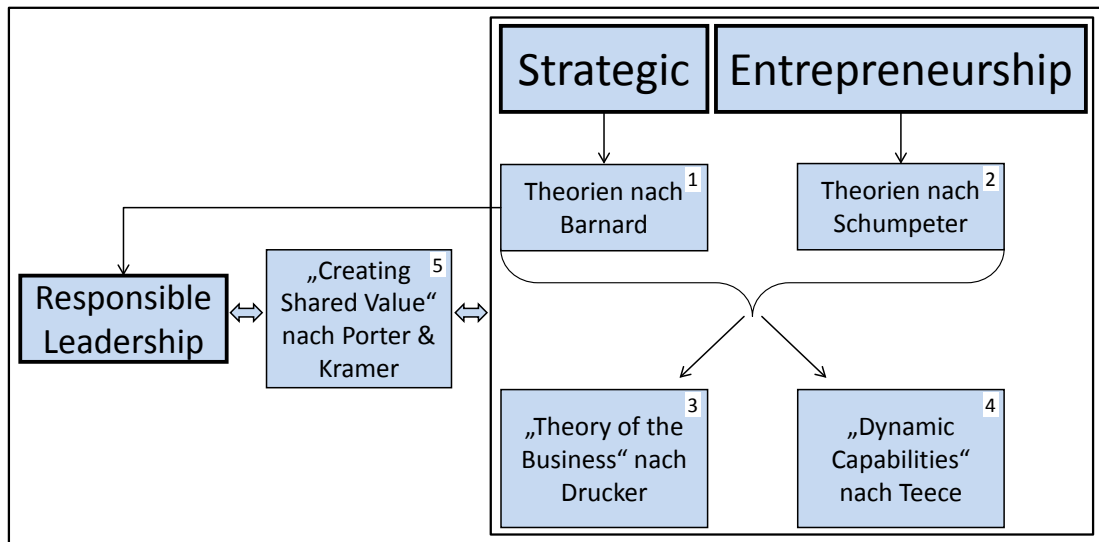 Strategic
Entrepreneurship
1
Theorien nach
Barnard
2
Theorien nach
Schumpeter
Responsible
Leadership
5
„Creating
Shared Value“
nach Porter &
Kramer
3
„Theory of the
Business“ nach
Drucker
4
„Dynamic
Capabilities“
nach Teece